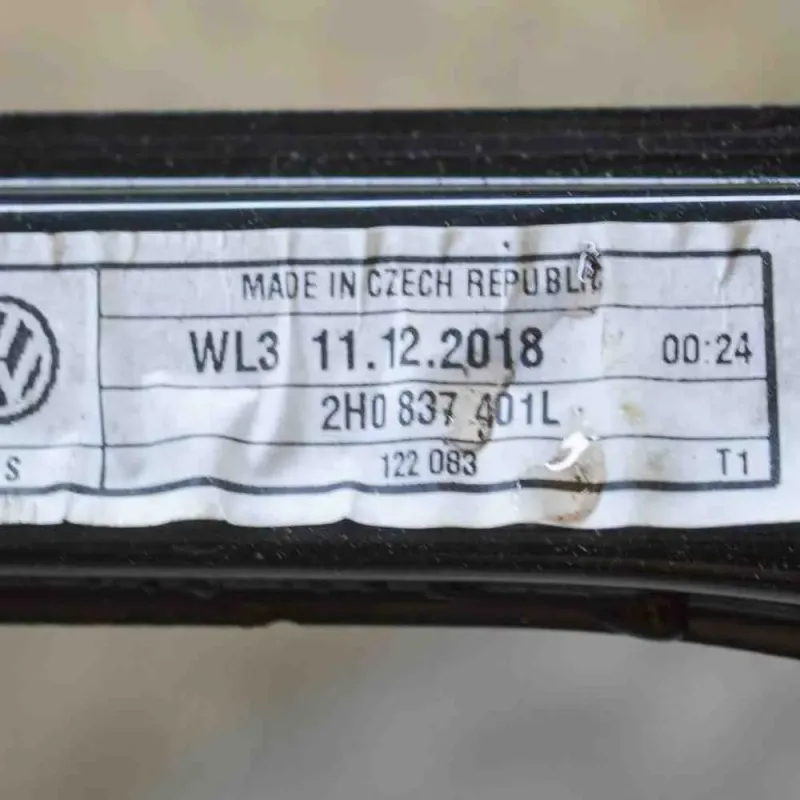 MADE IN CZECH REPUBLIC
WL3 11.12.2018 00:24
2H0 837 401L
S 122 083 T1